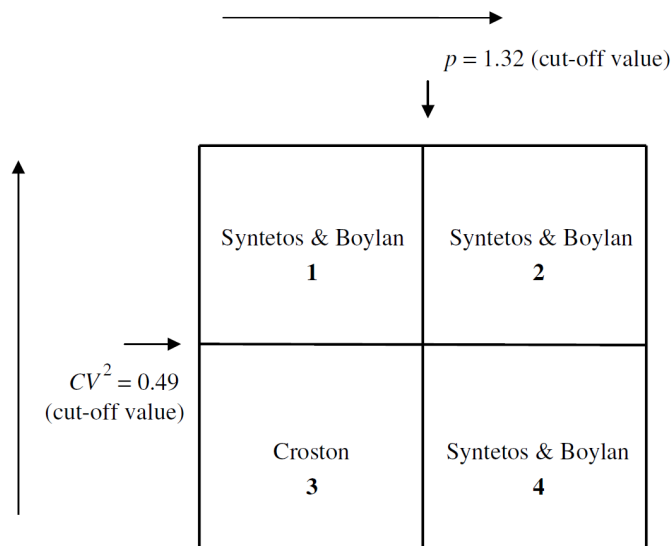 p = 1.32 (cut-off value)
Syntetos & Boylan
1
Syntetos & Boylan
2
CV² = 0.49
(cut-off value)
Croston
3
Syntetos & Boylan
4